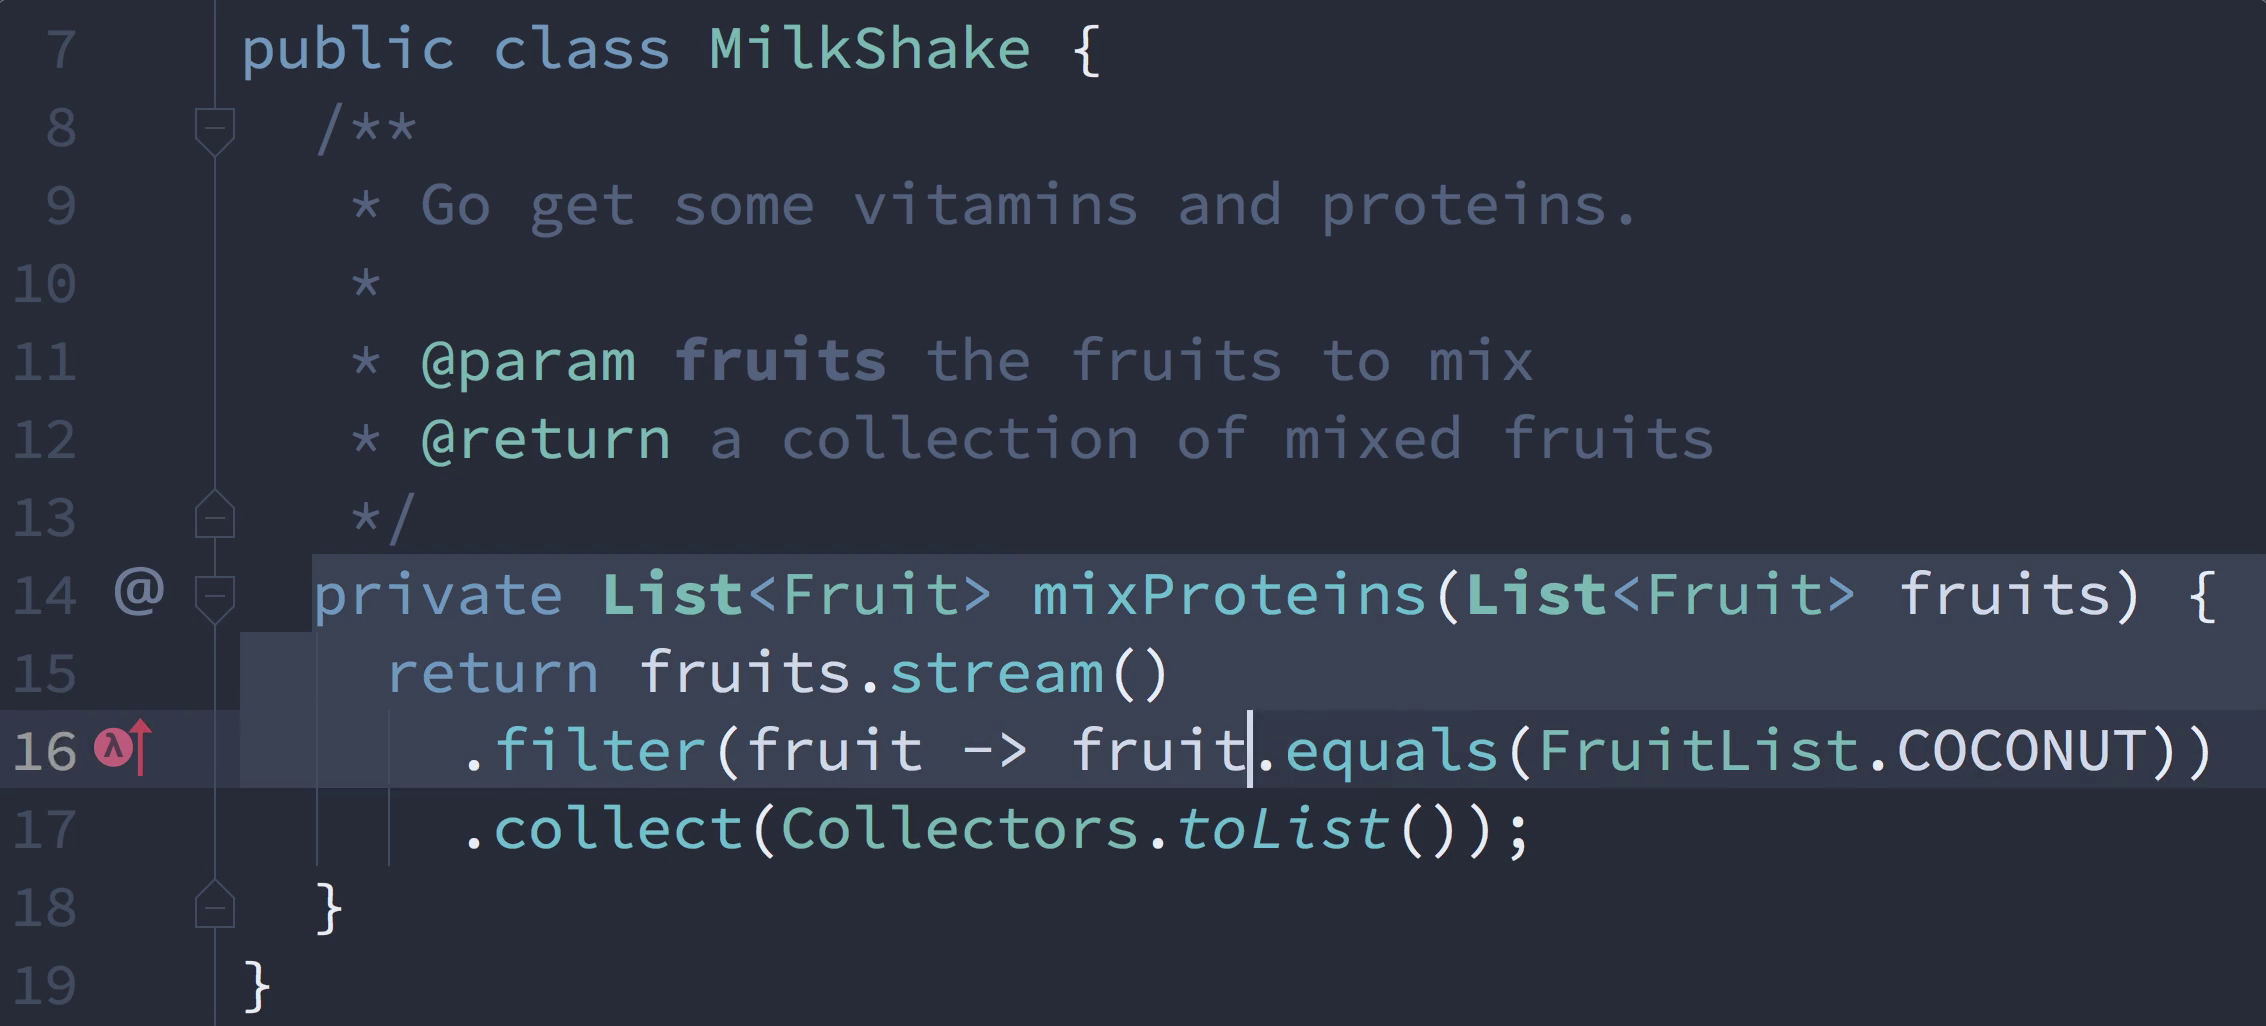 7 public class MilkShake {
8 /**
9 * Go get some vitamins and proteins.
10 *
11 * @param fruits the fruits to mix
12 * @return a collection of mixed fruits
13 */
14 @ private List<Fruit> mixProteins(List<Fruit> fruits) {
15 return fruits.stream()
16 λ .filter(fruit -> fruit.equals(FruitList.COCONUT))
17 .collect(Collectors.toList());
18 }
19 }